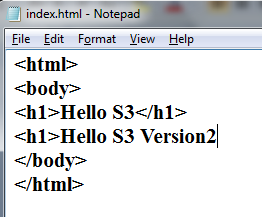 index.html - Notepad
File Edit Format View Help
<html>
<body>
<h1>Hello S3</h1>
<h1>Hello S3 Version2
</body>
</html>